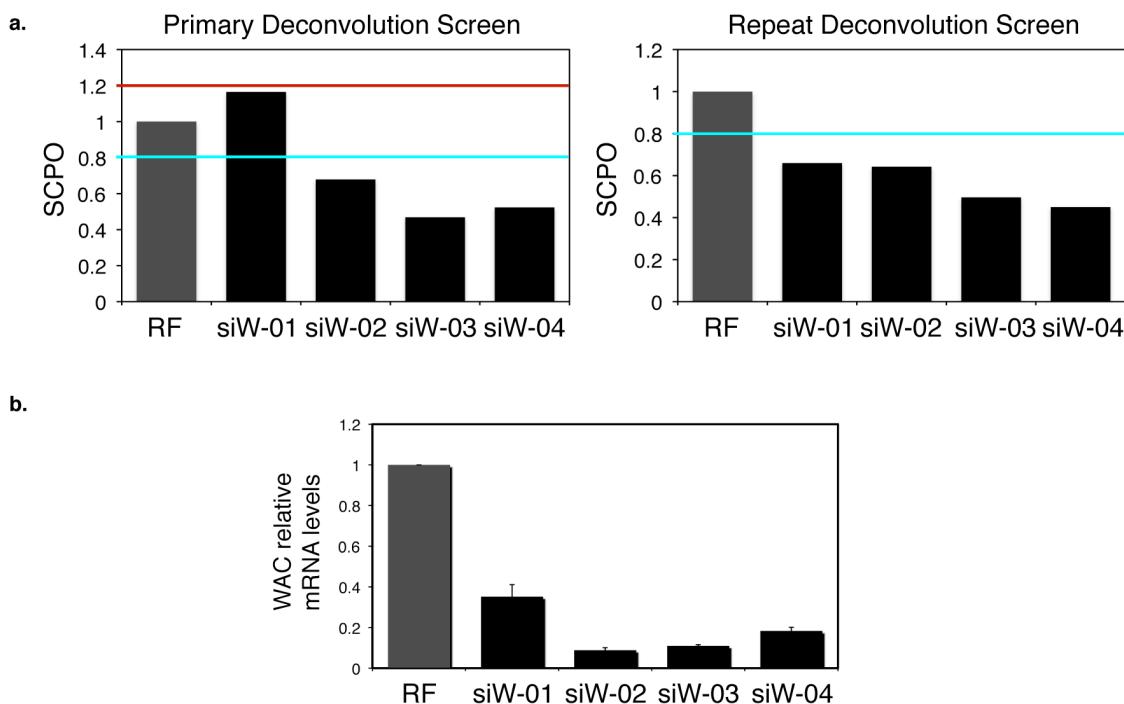 a.
Primary Deconvolution Screen
SCPO
1.4
1.2
1
0.8
0.6
0.4
0.2
0
RF siW-01 siW-02 siW-03 siW-04
Repeat Deconvolution Screen
SCPO
1.2
1
0.8
0.6
0.4
0.2
0
RF siW-01 siW-02 siW-03 siW-04
b.
WAC relative
mRNA levels
1.2
1
0.8
0.6
0.4
0.2
0
RF siW-01 siW-02 siW-03 siW-04